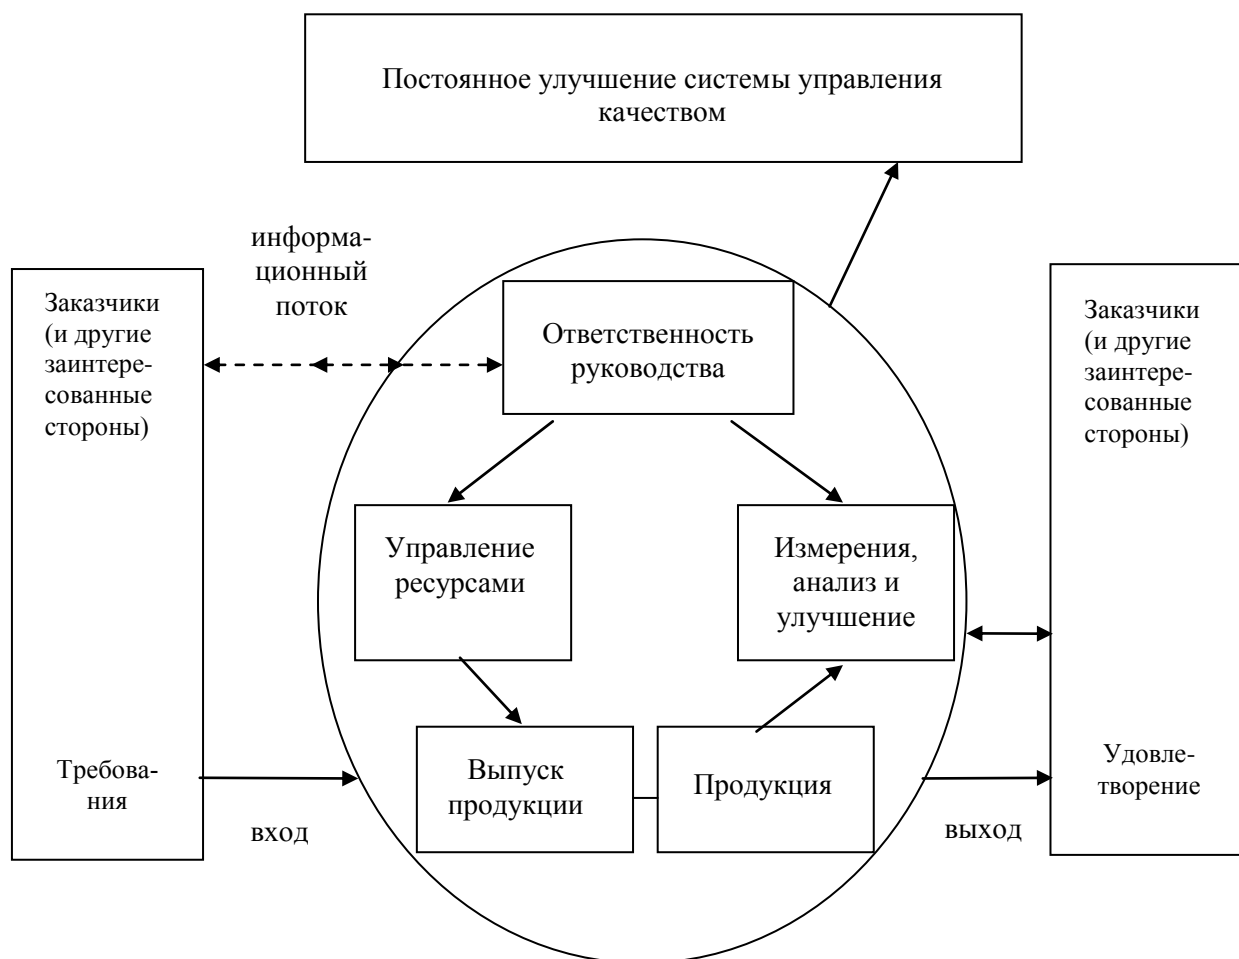 Постоянное улучшение системы управления
качеством
информа-
ционный
поток
Заказчики
(и другие
заинтере-
сованные
стороны)
Ответственность
руководства
Заказчики
(и другие
заинтере-
сованные
стороны)
Управление
ресурсами
Измерения,
анализ и
улучшение
Требова-
ния
вход
Выпуск
продукции
Продукция
Удовле-
творение
выход